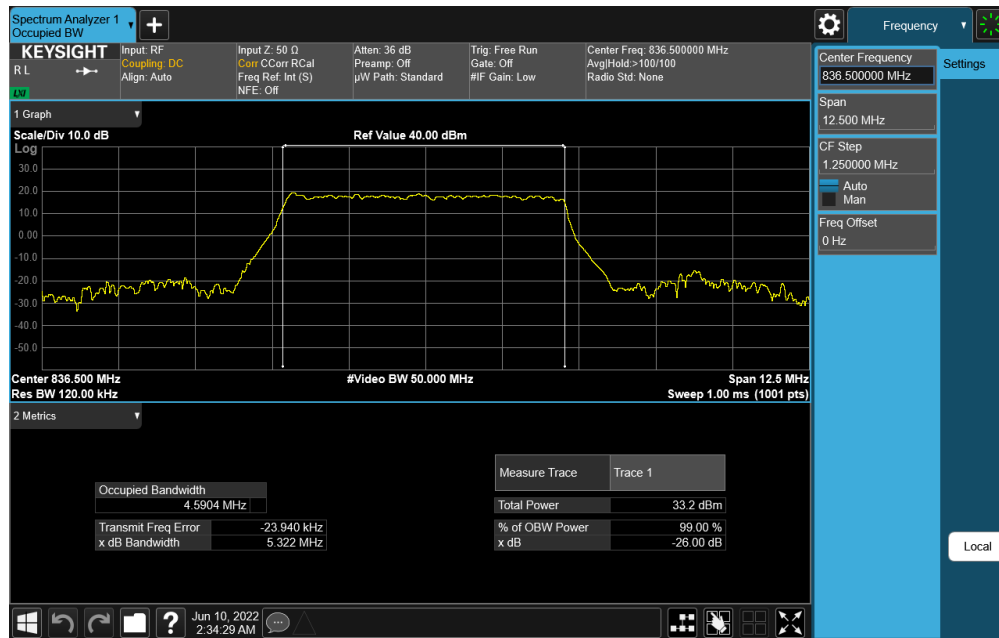 Spectrum Analyzer 1
Occupied BW
+
Frequency
KEYSIGHT
R L
LXI
Input: RF
Coupling: DC
Align: Auto
Input Z: 50 Ω
Corr CCorr RCal
Freq Ref: Int (S)
NFE: Off
Atten: 36 dB
Preamp: Off
µW Path: Standard
Trig: Free Run
Gate: Off
#IF Gain: Low
Center Freq: 836.500000 MHz
Avg|Hold:>100/100
Radio Std: None
Center Frequency
836.500000 MHz
Settings
Span
12.500 MHz
CF Step
1.250000 MHz
Auto
Man
Freq Offset
0 Hz
1 Graph
Scale/Div 10.0 dB
Ref Value 40.00 dBm
Log
30.0
20.0
10.0
0.00
-10.0
-20.0
-30.0
-40.0
-50.0
Center 836.500 MHz
#Video BW 50.000 MHz
Span 12.5 MHz
Res BW 120.00 kHz
Sweep 1.00 ms (1001 pts)
2 Metrics
Measure Trace
Trace 1
Occupied Bandwidth
4.5904 MHz
Total Power
33.2 dBm
Transmit Freq Error
-23.940 kHz
% of OBW Power
99.00 %
x dB Bandwidth
5.322 MHz
x dB
-26.00 dB
Local
?
Jun 10, 2022
2:34:29 AM